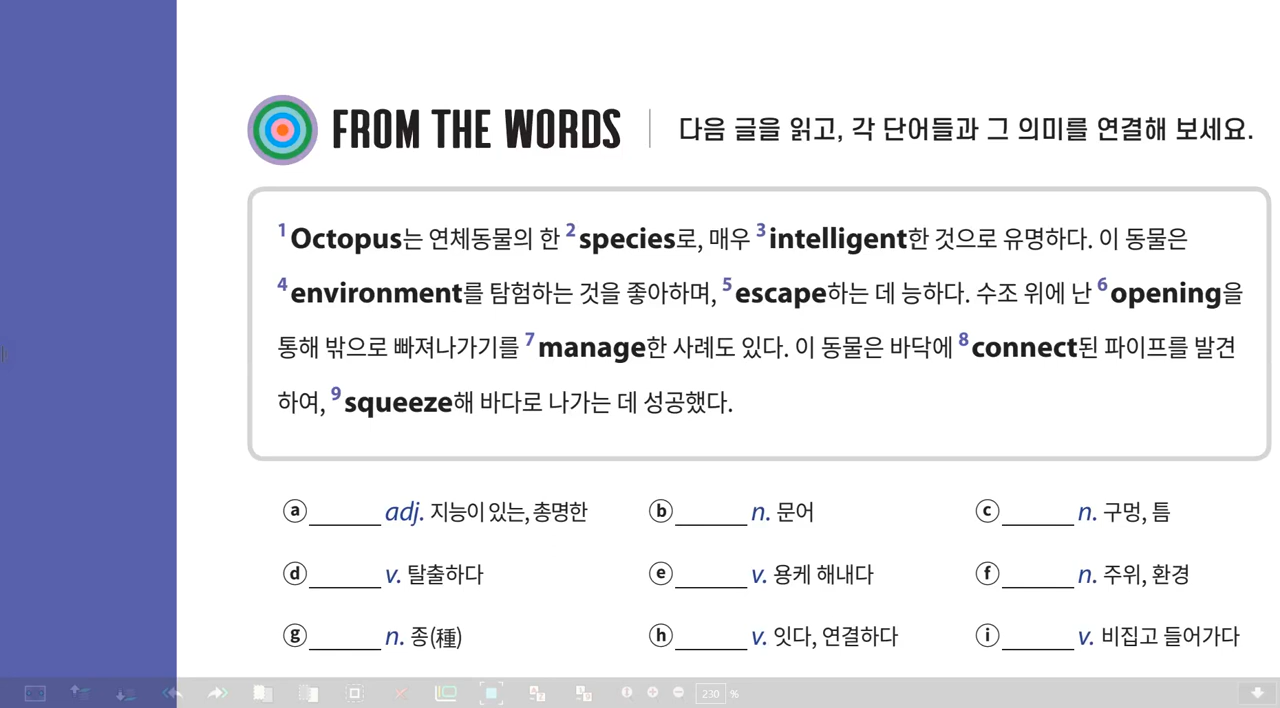 FROM THE WORDS 다음 글을 읽고, 각 단어들과 그 의미를 연결해 보세요.
1 Octopus는 연체동물의 한 2 species로, 매우 3 intelligent한 것으로 유명하다. 이 동물은
4 environment를 탐험하는 것을 좋아하며, 5 escape하는 데 능하다. 수조 위에 난 6 opening을
통해 밖으로 빠져나가기를 7 manage한 사례도 있다. 이 동물은 바닥에 8 connect된 파이프를 발견
하여, 9 squeeze해 바다로 나가는 데 성공했다.
ⓐ______ adj. 지능이 있는, 총명한 ⓑ______ n. 문어 ⓒ______ n. 구멍, 틈
ⓓ______ v. 탈출하다 ⓔ______ v. 용케 해내다 ⓕ______ n. 주위, 환경
ⓖ______ n. 종(種) ⓗ______ v. 잇다, 연결하다 ⓘ______ v. 비집고 들어가다
230 %